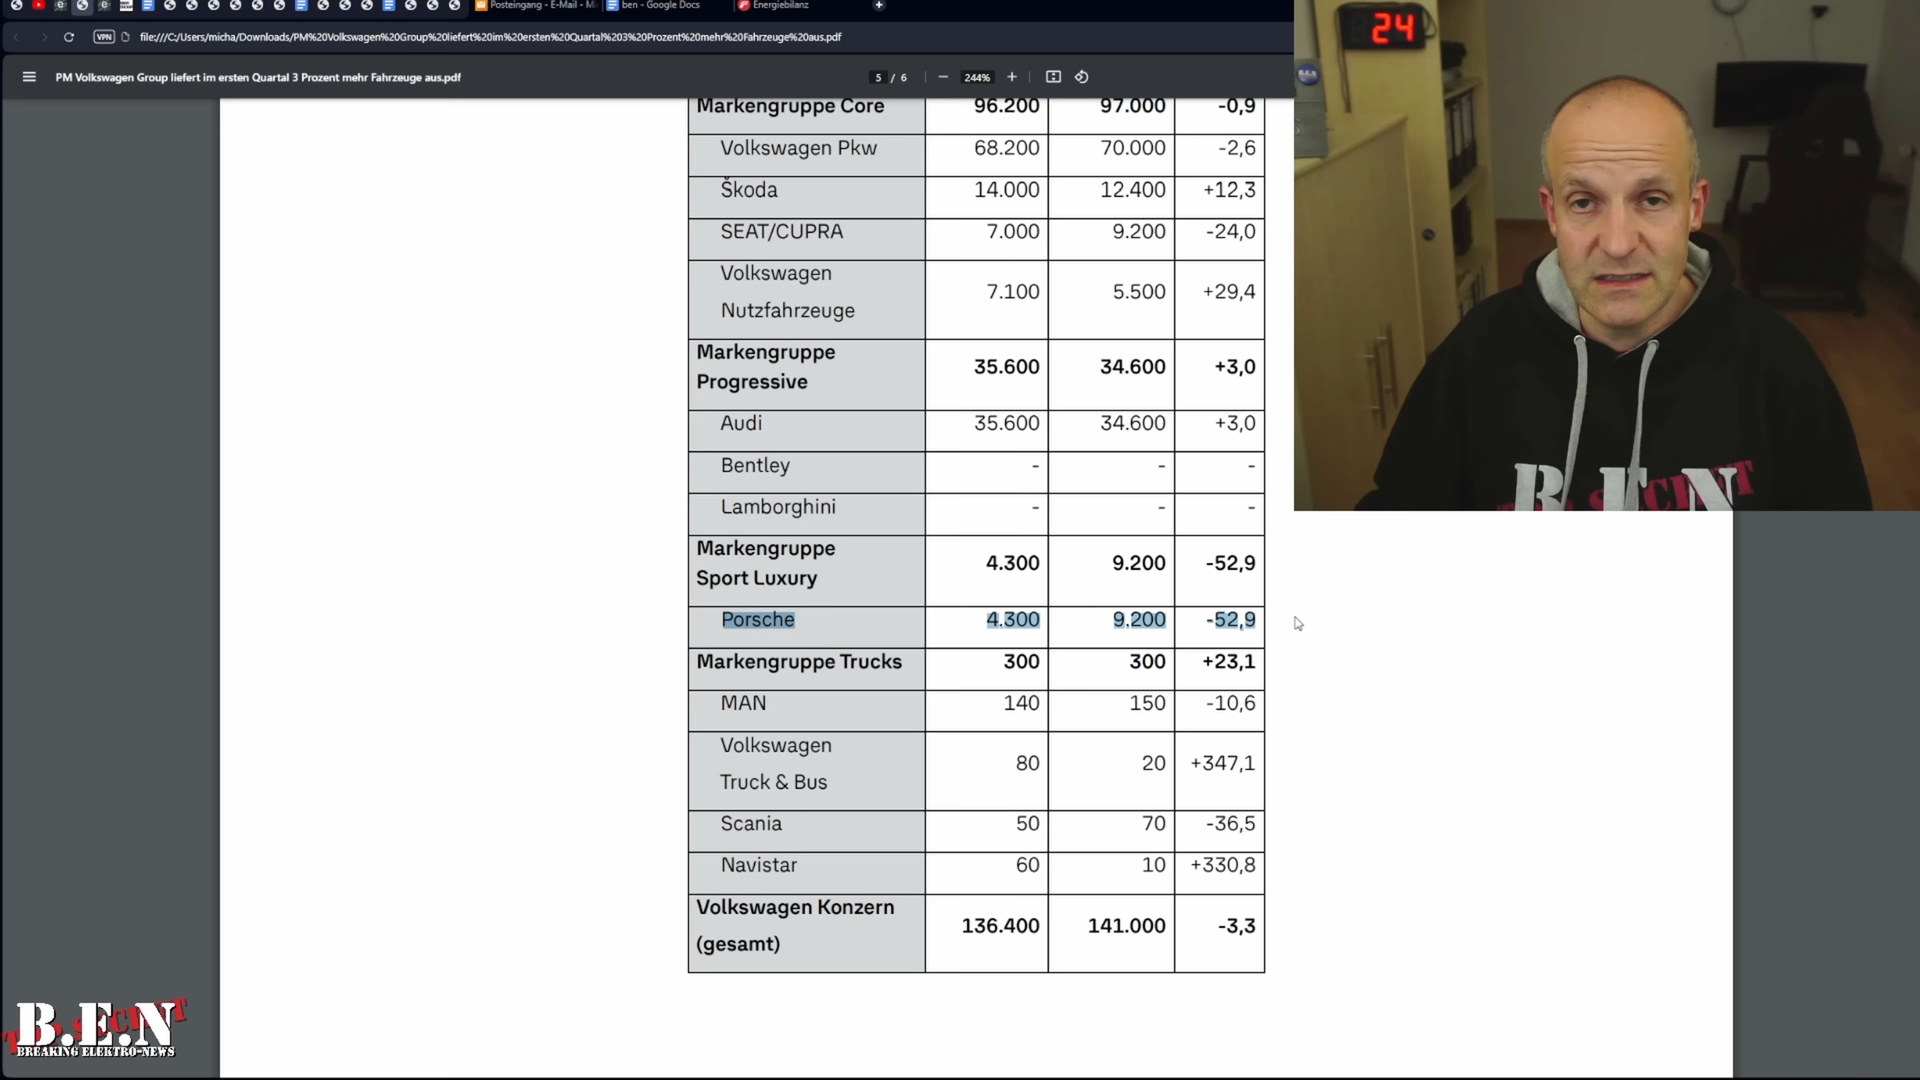 Posteingang - E-Mail - M
ben - Google Docs
Energiebilanz
VPN
file:///C:/Users/micha/Downloads/PM%20Volkswagen%20Group%20liefert%20im%20ersten%20Quartal%203%20Prozent%20mehr%20Fahrzeuge%20aus.pdf
PM Volkswagen Group liefert im ersten Quartal 3 Prozent mehr Fahrzeuge aus.pdf
5 / 6
244%
24
Markengruppe Core 96.200 97.000 -0,9
Volkswagen Pkw 68.200 70.000 -2,6
Škoda 14.000 12.400 +12,3
SEAT/CUPRA 7.000 9.200 -24,0
Volkswagen
Nutzfahrzeuge 7.100 5.500 +29,4
Markengruppe
Progressive 35.600 34.600 +3,0
Audi 35.600 34.600 +3,0
Bentley - - -
Lamborghini - - -
Markengruppe
Sport Luxury 4.300 9.200 -52,9
Porsche 4.300 9.200 -52,9
Markengruppe Trucks 300 300 +23,1
MAN 140 150 -10,6
Volkswagen
Truck & Bus 80 20 +347,1
Scania 50 70 -36,5
Navistar 60 10 +330,8
Volkswagen Konzern
(gesamt) 136.400 141.000 -3,3
B.E.N
B.E.N
BREAKING ELEKTRO-NEWS